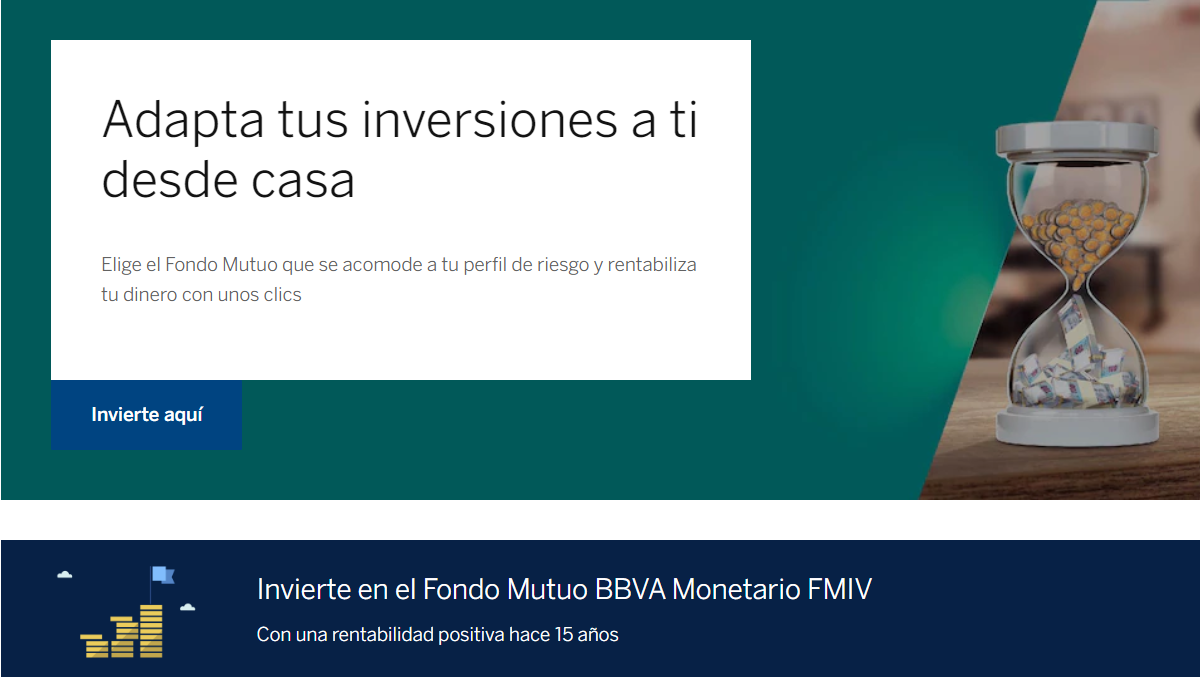 Adapta tus inversiones a ti
desde casa
Elige el Fondo Mutuo que se acomode a tu perfil de riesgo y rentabiliza
tu dinero con unos clics
Invierte aquí
Invierte en el Fondo Mutuo BBVA Monetario FMIV
Con una rentabilidad positiva hace 15 años